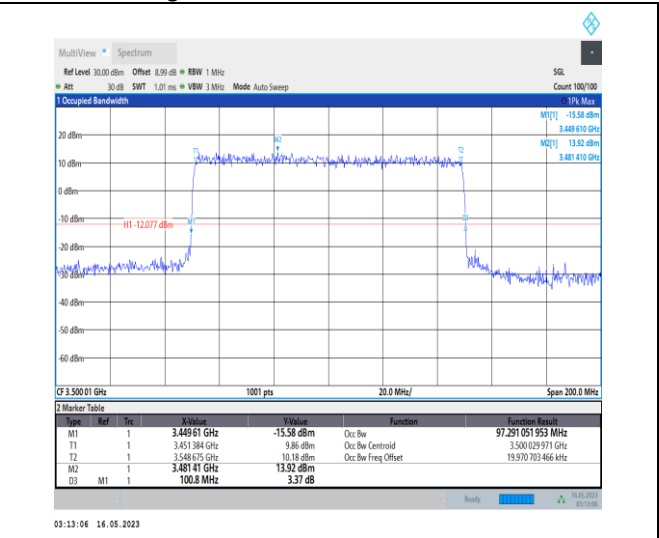 MultiView Spectrum
Ref Level 30.00 dBm Offset 8.99 dB RBW 1 MHz SGL
Att 30 dB SWT 1.01 ms VBW 3 MHz Mode Auto Sweep Count 100/100
1 Occupied Bandwidth 1Pk Max
M1[1] -15.58 dBm
3.449 610 GHz
M2[1] 13.92 dBm
3.481 410 GHz
20 dBm
M2
T1
T2
10 dBm
0 dBm
-10 dBm
H1 -12.077 dBm
M1
D3
-20 dBm
-30 dBm
-40 dBm
-50 dBm
-60 dBm
CF 3.500 01 GHz 1001 pts 20.0 MHz/ Span 200.0 MHz
2 Marker Table
Type Ref Trc X-Value Y-Value Function Function Result
M1 1 3.449 61 GHz -15.58 dBm Occ Bw 97.291 051 953 MHz
T1 1 3.451 384 GHz 9.86 dBm Occ Bw Centroid 3.500 029 971 GHz
T2 1 3.548 675 GHz 10.18 dBm Occ Bw Freq Offset 19.970 703 466 kHz
M2 1 3.481 41 GHz 13.92 dBm
D3 M1 1 100.8 MHz 3.37 dB
Ready 16.05.2023
03:13:06
03:13:06 16.05.2023